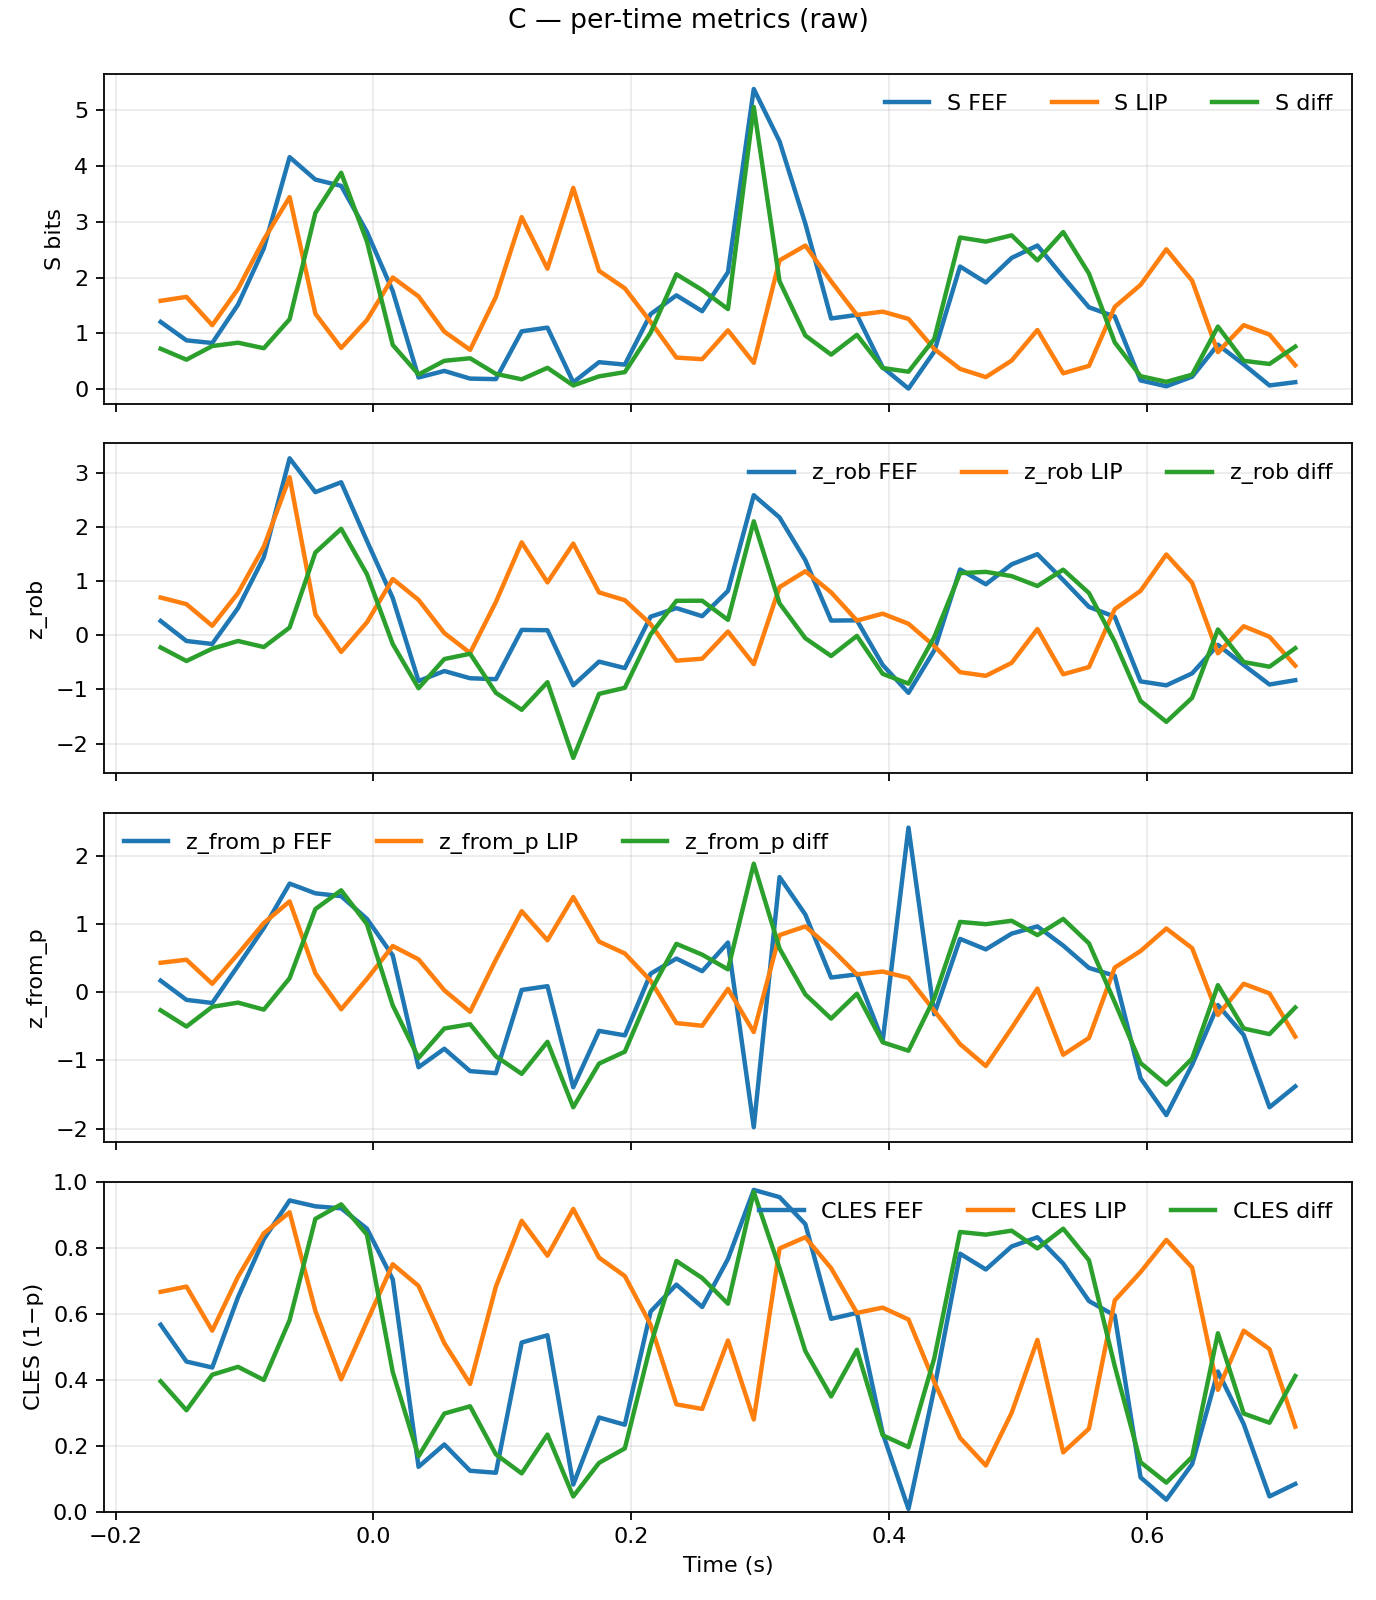 C — per-time metrics (raw)
S FEF S LIP S diff
5
4
3
2
1
0
S bits
z_rob FEF z_rob LIP z_rob diff
3
2
1
0
−1
−2
z_rob
z_from_p FEF z_from_p LIP z_from_p diff
2
1
0
−1
−2
z_from_p
CLES FEF CLES LIP CLES diff
1.0
0.8
0.6
0.4
0.2
0.0
CLES (1−p)
−0.2 0.0 0.2 0.4 0.6
Time (s)